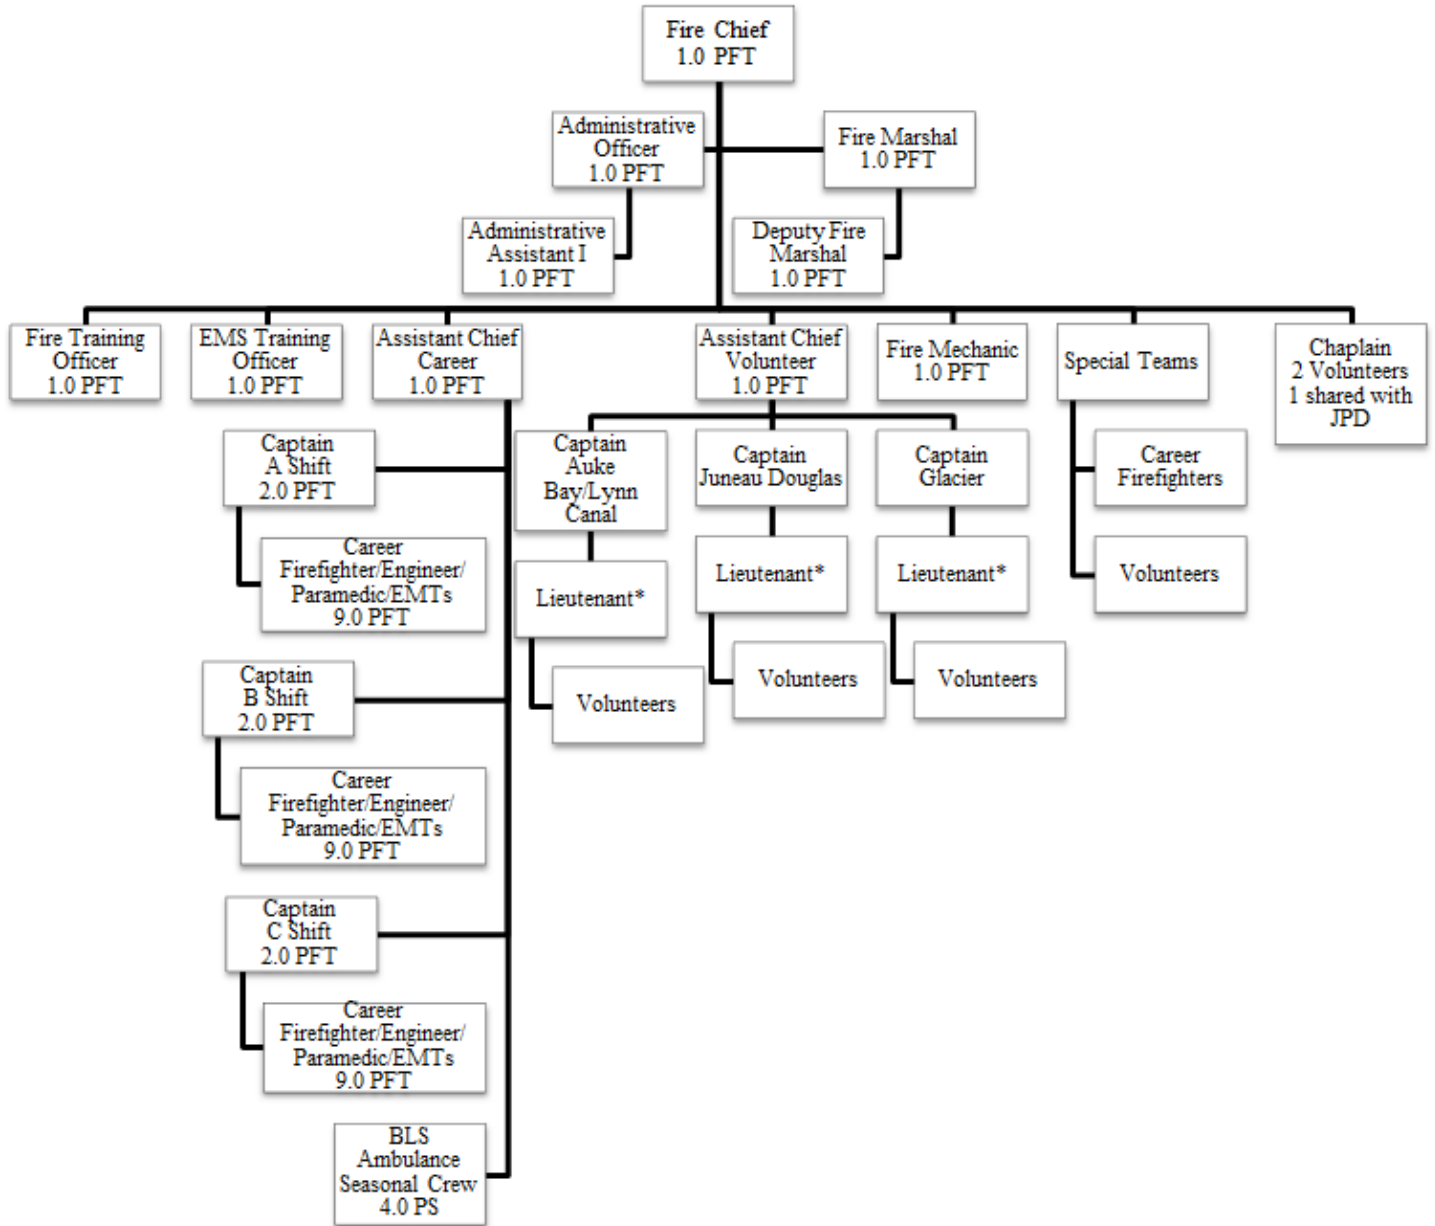 Fire Chief
1.0 PFT
Administrative
Officer
1.0 PFT
Fire Marshal
1.0 PFT
Administrative
Assistant I
1.0 PFT
Deputy Fire
Marshal
1.0 PFT
Fire Training
Officer
1.0 PFT
EMS Training
Officer
1.0 PFT
Assistant Chief
Career
1.0 PFT
Assistant Chief
Volunteer
1.0 PFT
Fire Mechanic
1.0 PFT
Special Teams
Chaplain
2 Volunteers
1 shared with
JPD
Captain
A Shift
2.0 PFT
Career
Firefighter/Engineer/
Paramedic/EMTs
9.0 PFT
Captain
B Shift
2.0 PFT
Career
Firefighter/Engineer/
Paramedic/EMTs
9.0 PFT
Captain
C Shift
2.0 PFT
Career
Firefighter/Engineer/
Paramedic/EMTs
9.0 PFT
BLS
Ambulance
Seasonal Crew
4.0 PS
Captain
Auke
Bay/Lynn
Canal
Lieutenant*
Volunteers
Captain
Juneau Douglas
Lieutenant*
Volunteers
Captain
Glacier
Lieutenant*
Volunteers
Career
Firefighters
Volunteers